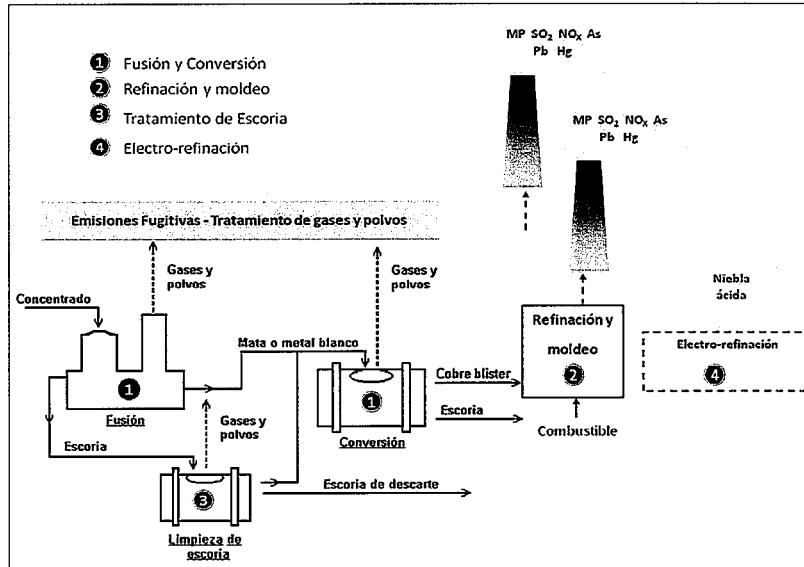 1 Fusión y Conversión
2 Refinación y moldeo
3 Tratamiento de Escoria
4 Electro-refinación
MP SO₂ NOₓ As
Pb Hg
MP SO₂ NOₓ As
Pb Hg
Emisiones Fugitivas - Tratamiento de gases y polvos
Gases y
polvos
Gases y
polvos
Niebla
ácida
Concentrado
Mata o metal blanco
Refinación y
moldeo
2
Electro-refinación
4
1
Fusión
Gases y
polvos
1
Conversión
Cobre blister
Escoria
Combustible
Escoria
3
Limpieza de
escoria
Escoria de descarte